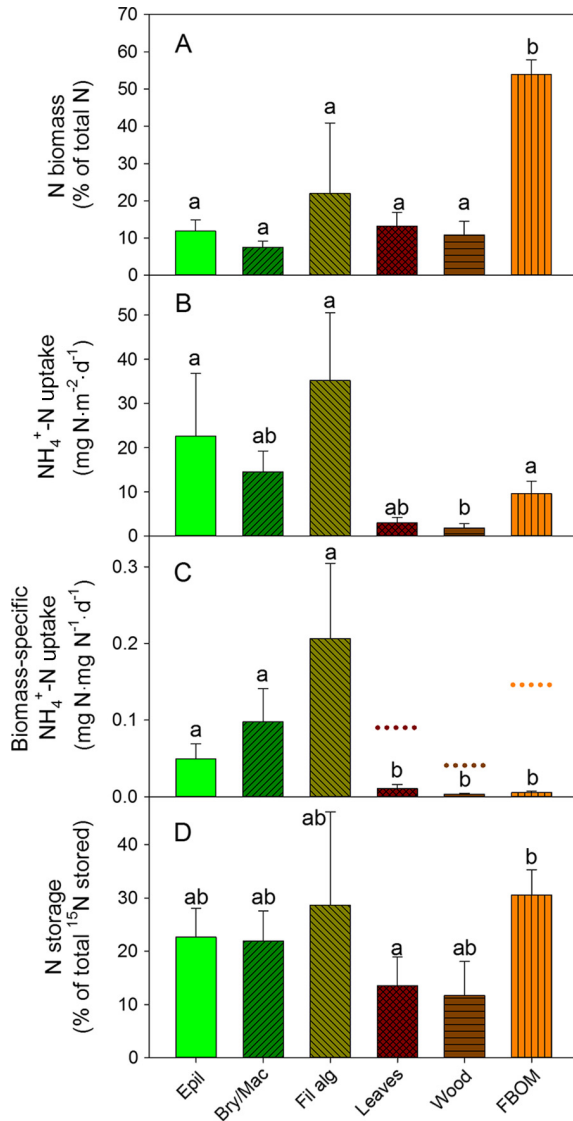 A
N biomass
(% of total N)
70
60
50
40
30
20
10
0
a
a
a
a
a
b
B
NH₄⁺-N uptake
(mg N·m⁻²·d⁻¹)
50
40
30
20
10
0
a
ab
a
ab
b
a
C
Biomass-specific
NH₄⁺-N uptake
(mg N·mg N⁻¹·d⁻¹)
0.3
0.2
0.1
0.0
a
a
a
b
b
b
D
N storage
(% of total ¹⁵N stored)
40
30
20
10
0
ab
ab
ab
a
ab
b
Epil
Bry/Mac
Fil alg
Leaves
Wood
FBOM